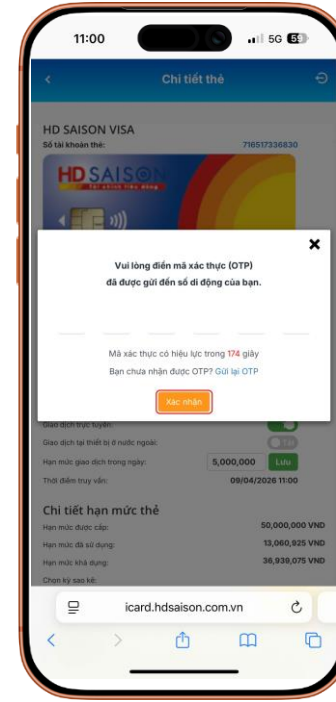 11:00
5G 59
Chi tiết thẻ
HD SAISON VISA
Số tài khoản thẻ: 716517336830
HD SAISON
Tài chính tiêu dùng
Vui lòng điền mã xác thực (OTP)
đã được gửi đến số di động của bạn.
Mã xác thực có hiệu lực trong 174 giây
Bạn chưa nhận được OTP? Gửi lại OTP
Xác nhận
Giao dịch trực tuyến:
Giao dịch tại thiết bị ở nước ngoài: Tắt
Hạn mức giao dịch trong ngày: 5,000,000 Lưu
Thời điểm truy vấn: 09/04/2026 11:00
Chi tiết hạn mức thẻ
Hạn mức được cấp: 50,000,000 VND
Hạn mức đã sử dụng: 13,060,925 VND
Hạn mức khả dụng: 36,939,075 VND
Chọn kỳ sao kê:
icard.hdsaison.com.vn